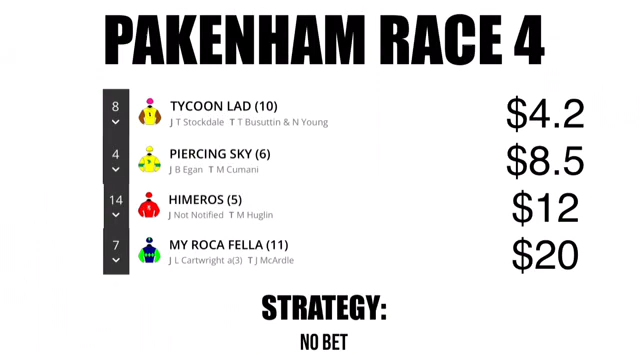 PAKENHAM RACE 4
8 TYCOON LAD (10) $4.2
J T Stockdale T T Busuttin & N Young
4 PIERCING SKY (6) $8.5
J B Egan T M Cumani
14 HIMEROS (5) $12
J Not Notified T M Huglin
7 MY ROCA FELLA (11) $20
J L Cartwright a(3) T J McArdle
STRATEGY:
NO BET